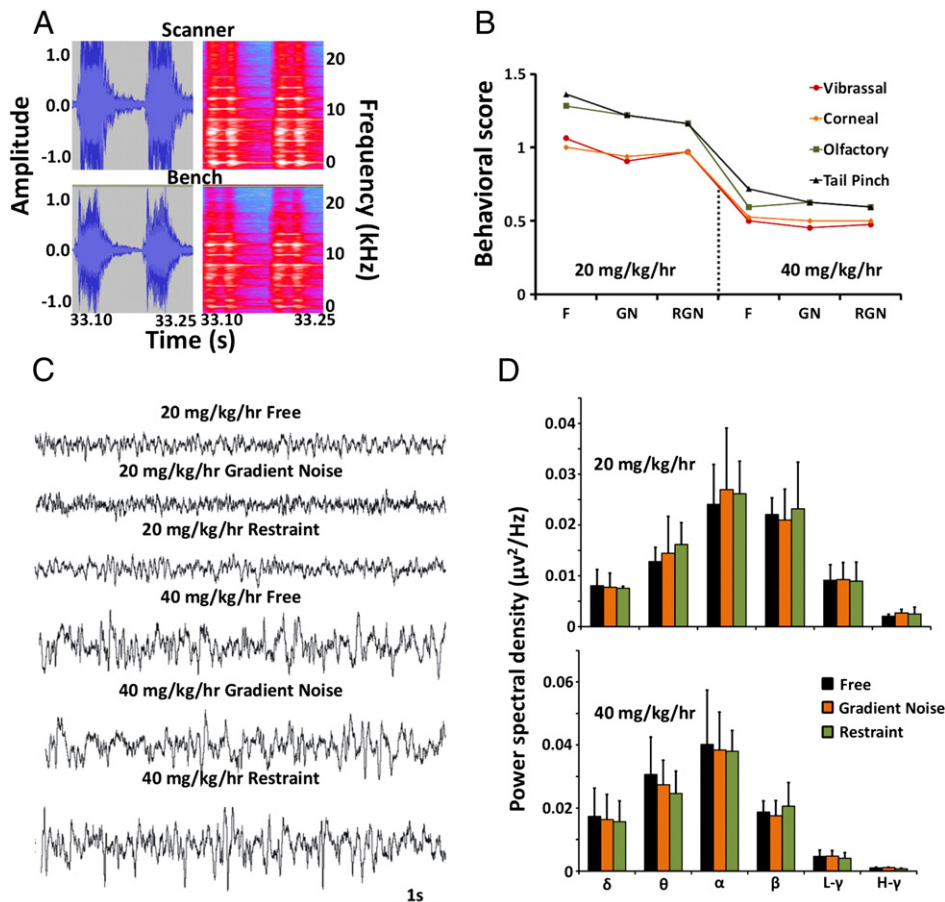 A
Scanner
1.0
0.0
-1.0
20
10
0
Bench
1.0
0.0
-1.0
20
10
0
Amplitude
Frequency (kHz)
33.10 33.25 33.10 33.25
Time (s)
B
Behavioral score
1.5
1
0.5
1
0
Vibrassal
Corneal
Olfactory
Tail Pinch
20 mg/kg/hr
40 mg/kg/hr
F GN RGN F GN RGN
C
20 mg/kg/hr Free
20 mg/kg/hr Gradient Noise
20 mg/kg/hr Restraint
40 mg/kg/hr Free
40 mg/kg/hr Gradient Noise
40 mg/kg/hr Restraint
1s
D
Power spectral density (μv²/Hz)
0.04
0.03
0.02
0.01
0
20 mg/kg/hr
0.06
0.04
0.02
0
40 mg/kg/hr
Free
Gradient Noise
Restraint
δ θ α β L-γ H-γ